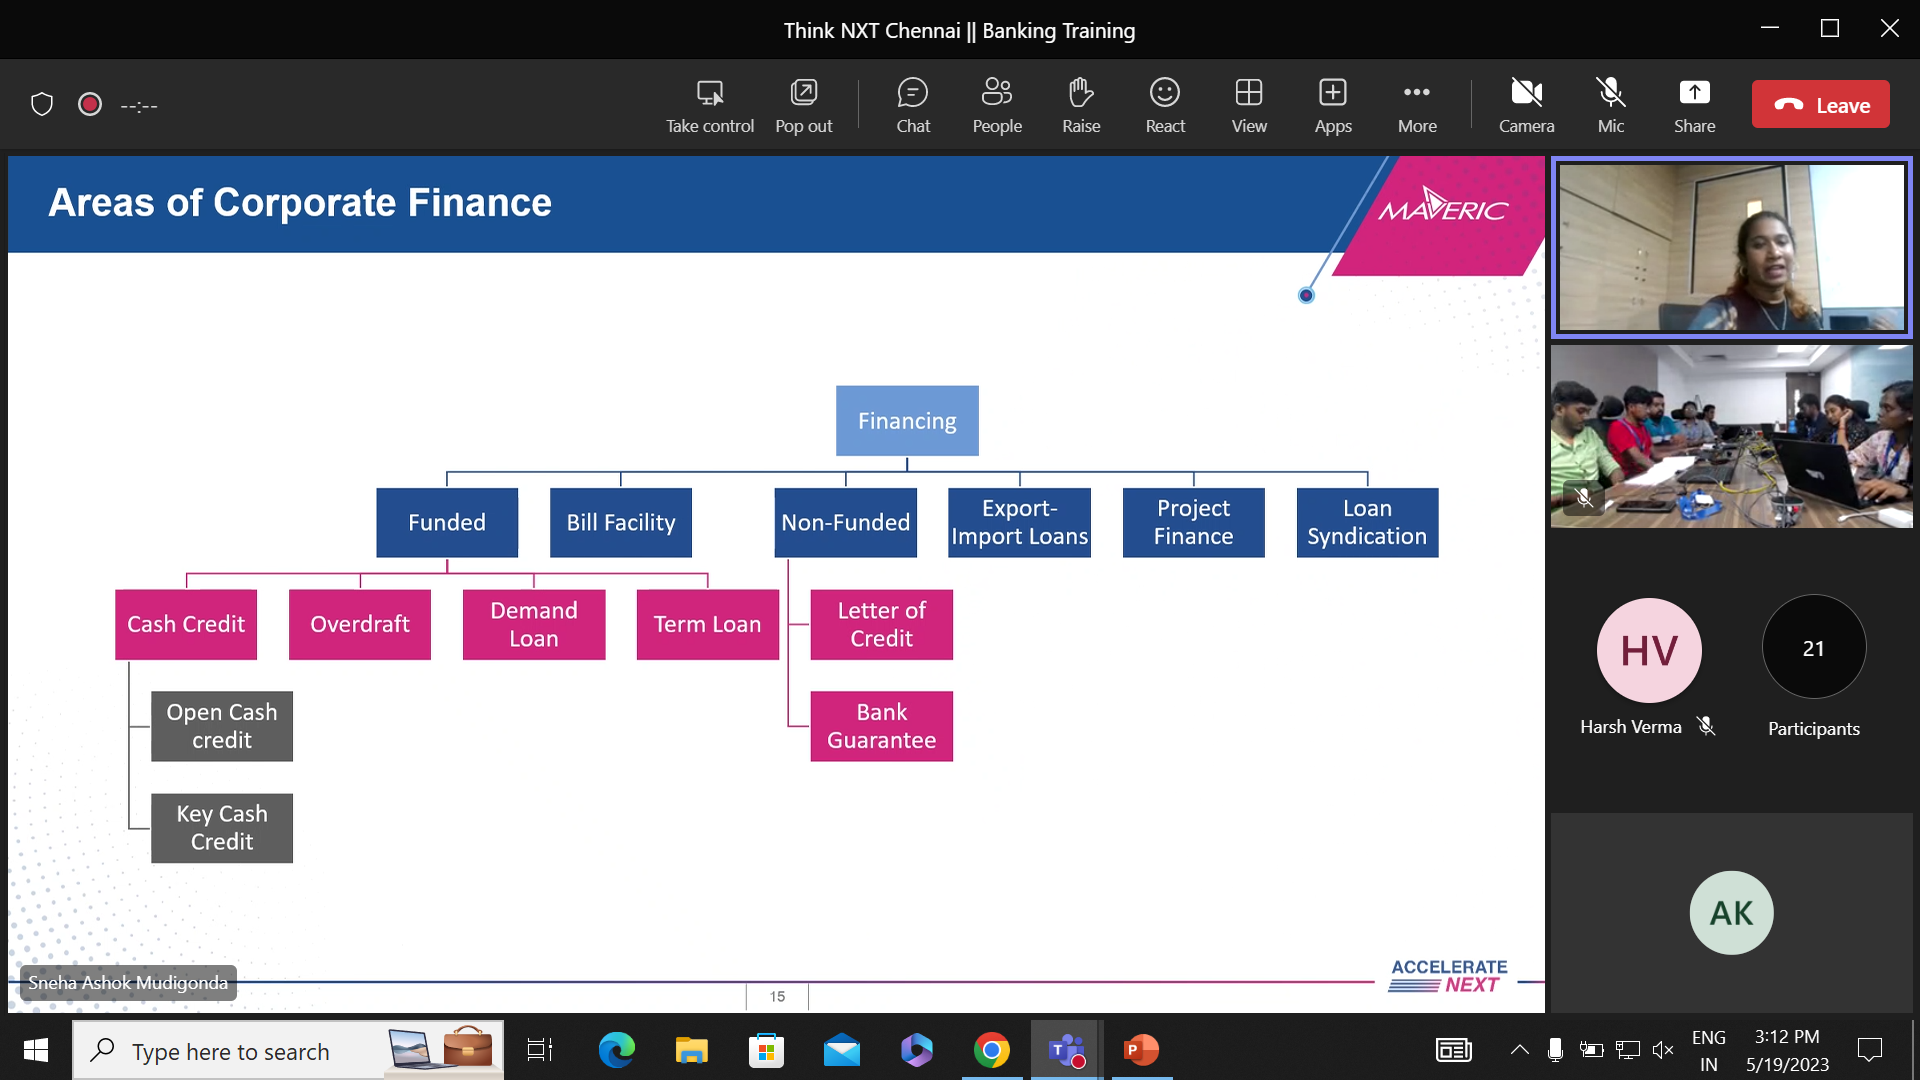 Think NXT Chennai || Banking Training
--:--
Take control
Pop out
Chat
People
Raise
React
View
Apps
More
Camera
Mic
Share
Leave
Areas of Corporate Finance
MAVERIC
Financing
Funded
Bill Facility
Non-Funded
Export-
Import Loans
Project
Finance
Loan
Syndication
Cash Credit
Overdraft
Demand
Loan
Term Loan
Letter of
Credit
Open Cash
credit
Bank
Guarantee
Key Cash
Credit
HV
Harsh Verma
21
Participants
AK
Sneha Ashok Mudigonda
15
ACCELERATE
NEXT
Type here to search
T
P
ENG
IN
3:12 PM
5/19/2023